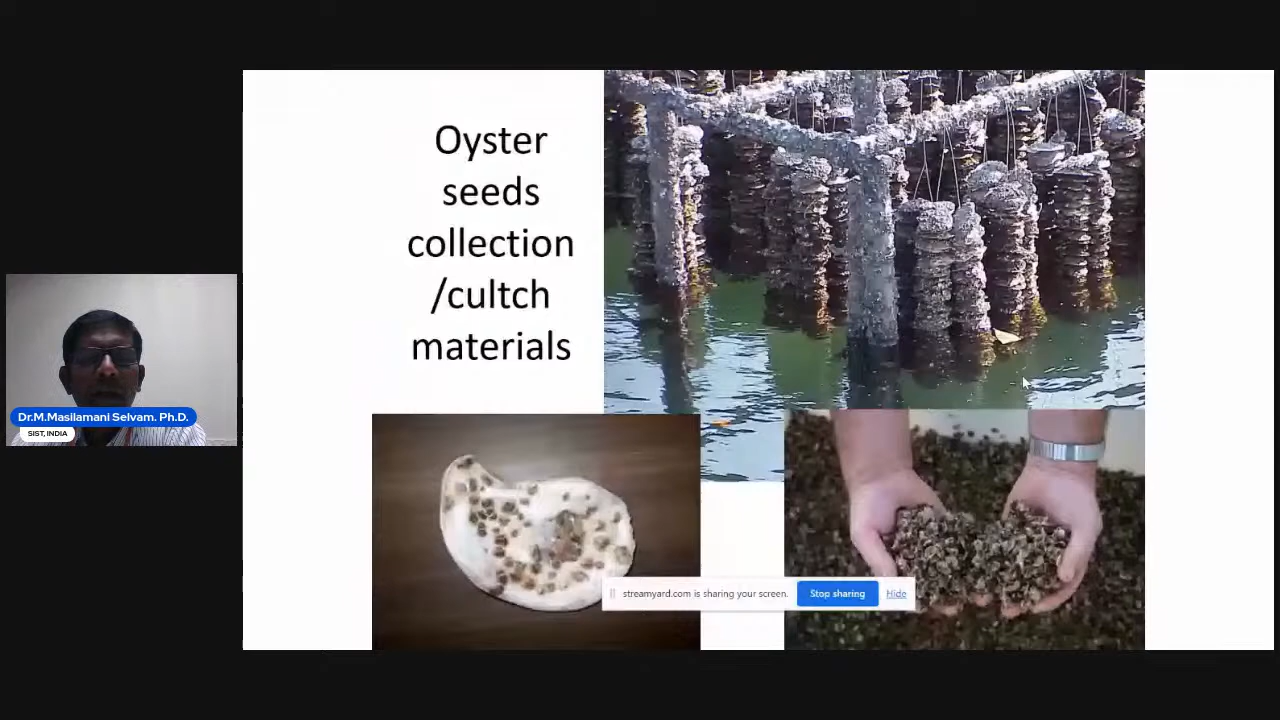 Oyster
seeds
collection
/cultch
materials
Dr.M.Masilamani Selvam. Ph.D.
SIST, INDIA
streamyard.com is sharing your screen.
Stop sharing
Hide